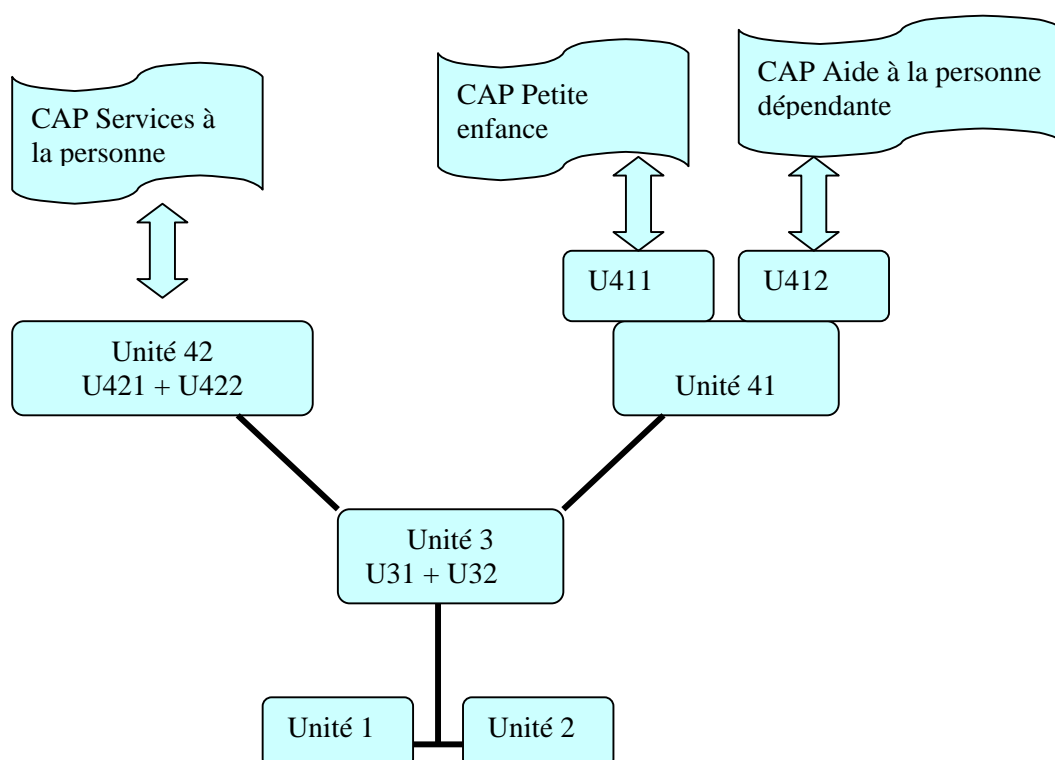 CAP Services à
la personne
CAP Petite
enfance
CAP Aide à la personne
dépendante
U411
U412
Unité 42
U421 + U422
Unité 41
Unité 3
U31 + U32
Unité 1
Unité 2